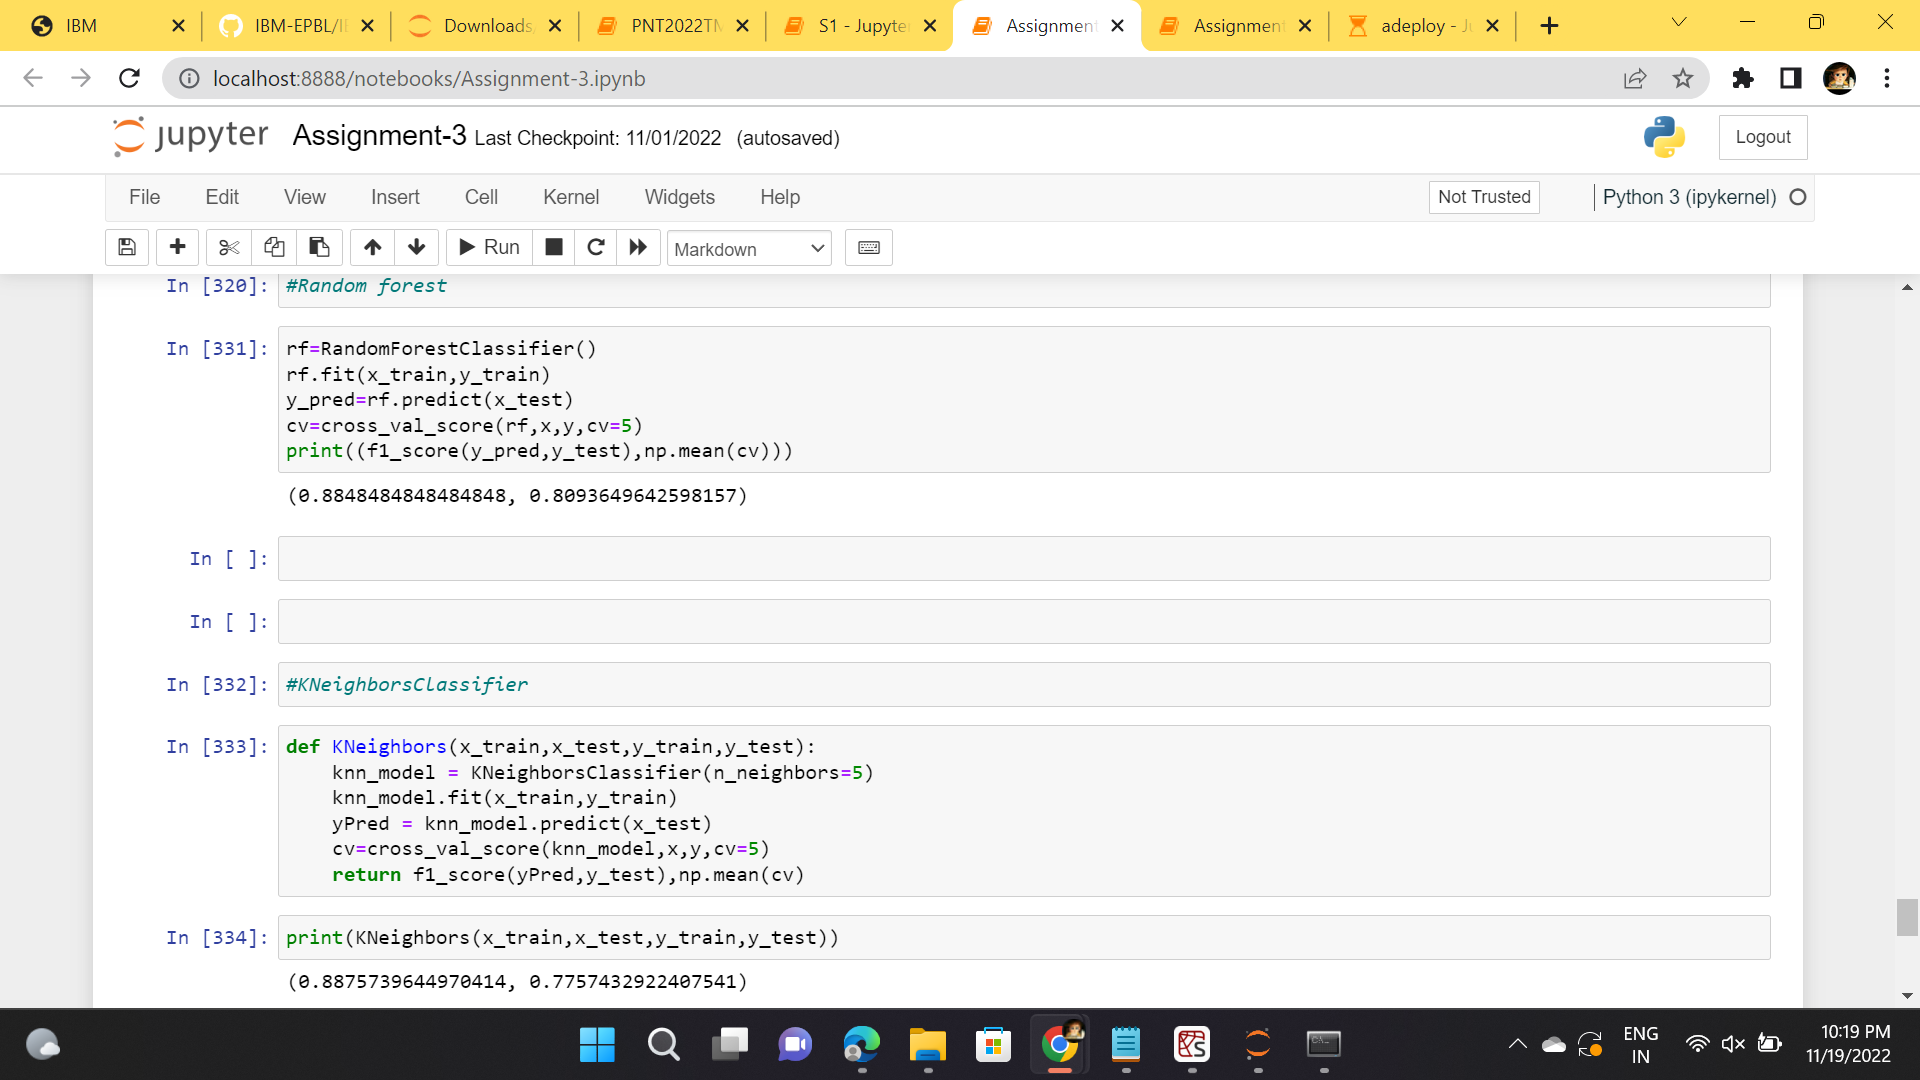 IBM
IBM-EPBL/IE
Downloads/
PNT2022TM
S1 - Jupyte
Assignment
Assignment
adeploy - Ju
localhost:8888/notebooks/Assignment-3.ipynb
jupyter Assignment-3 Last Checkpoint: 11/01/2022 (autosaved)
Logout
File Edit View Insert Cell Kernel Widgets Help
Not Trusted
Python 3 (ipykernel)
Run
Markdown
In [320]: #Random forest
In [331]: rf=RandomForestClassifier()
rf.fit(x_train,y_train)
y_pred=rf.predict(x_test)
cv=cross_val_score(rf,x,y,cv=5)
print((f1_score(y_pred,y_test),np.mean(cv)))
(0.8848484848484848, 0.8093649642598157)
In [ ]:
In [ ]:
In [332]: #KNeighborsClassifier
In [333]: def KNeighbors(x_train,x_test,y_train,y_test):
knn_model = KNeighborsClassifier(n_neighbors=5)
knn_model.fit(x_train,y_train)
yPred = knn_model.predict(x_test)
cv=cross_val_score(knn_model,x,y,cv=5)
return f1_score(yPred,y_test),np.mean(cv)
In [334]: print(KNeighbors(x_train,x_test,y_train,y_test))
(0.8875739644970414, 0.7757432922407541)
ENG
IN
10:19 PM
11/19/2022